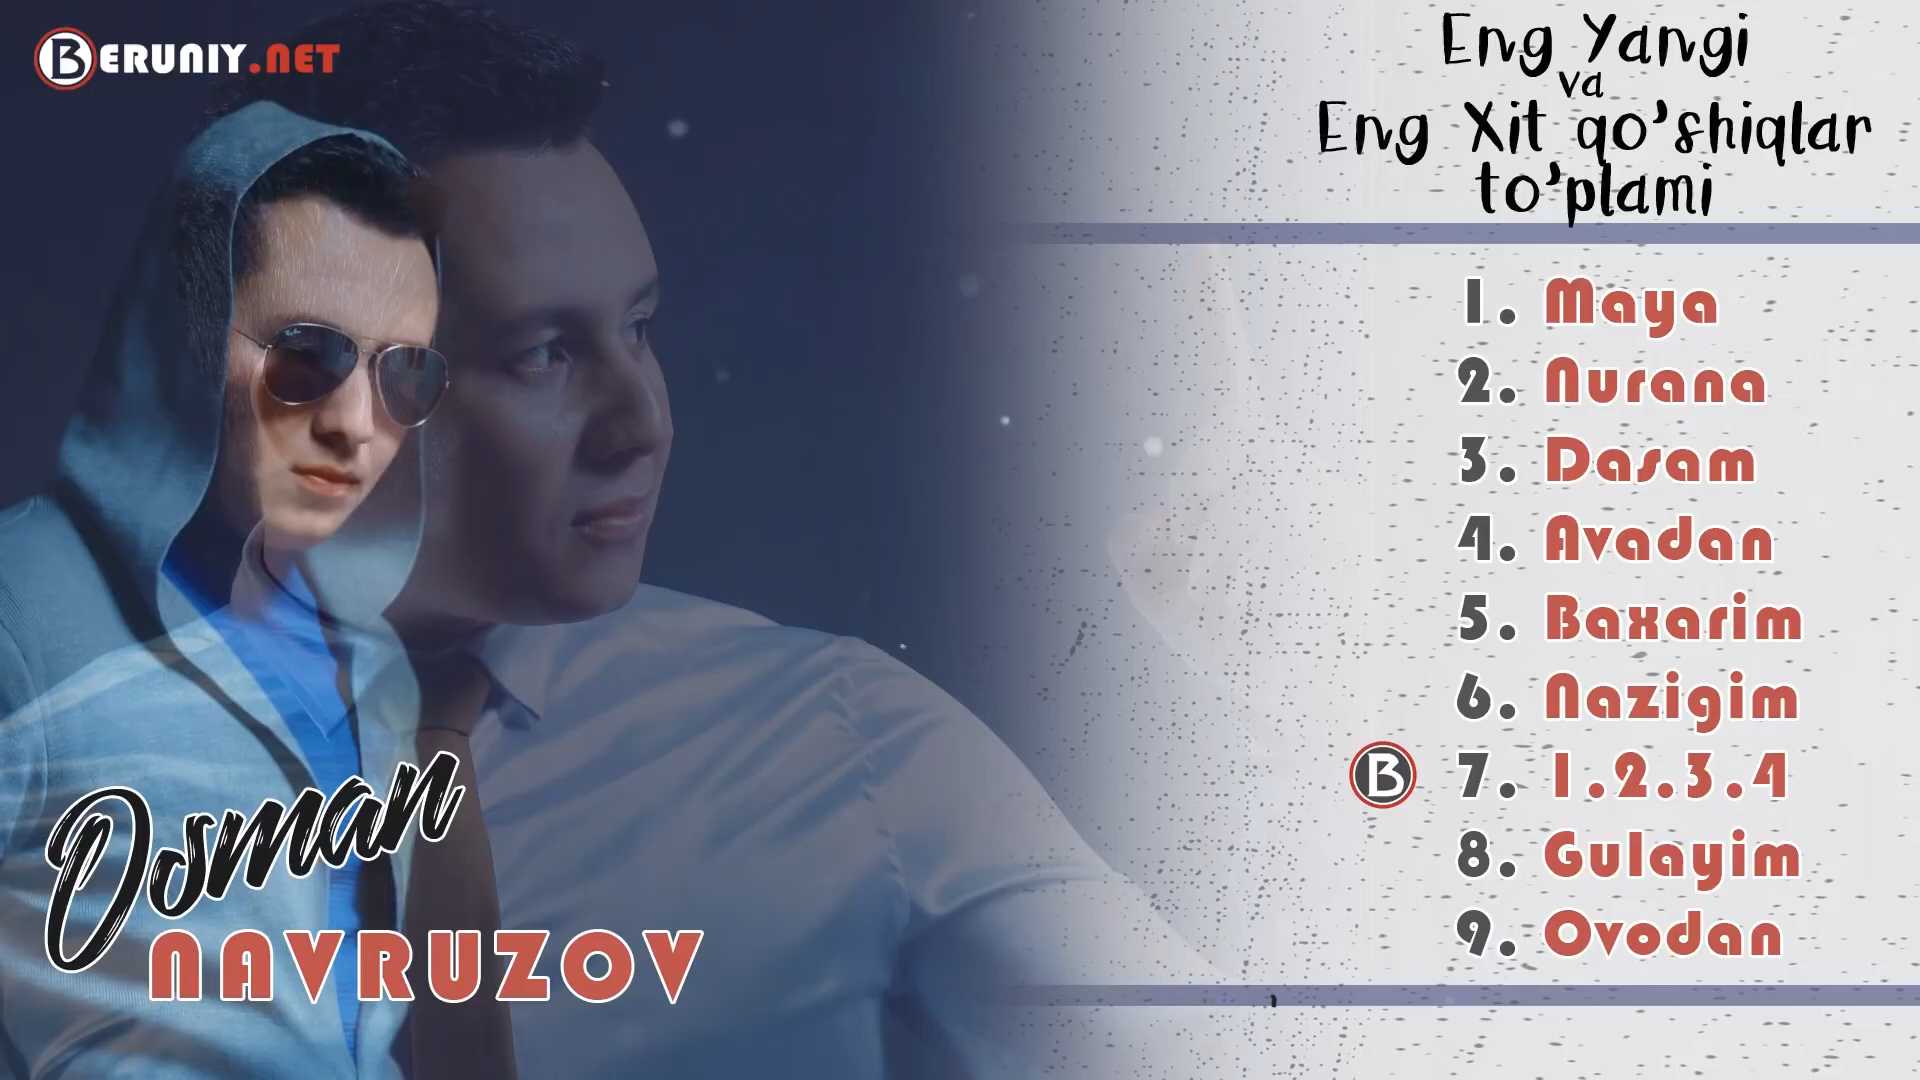 BERUNIY.NET
Eng Yangi
va
Eng Xit qo'shiqlar
to'plami
1. Maya
2. Nurana
3. Dasam
4. Avadan
5. Baxarim
6. Nazigim
B 7. 1.2.3.4
8. Gulayim
9. Ovodan
Osman
NAVRUZOV